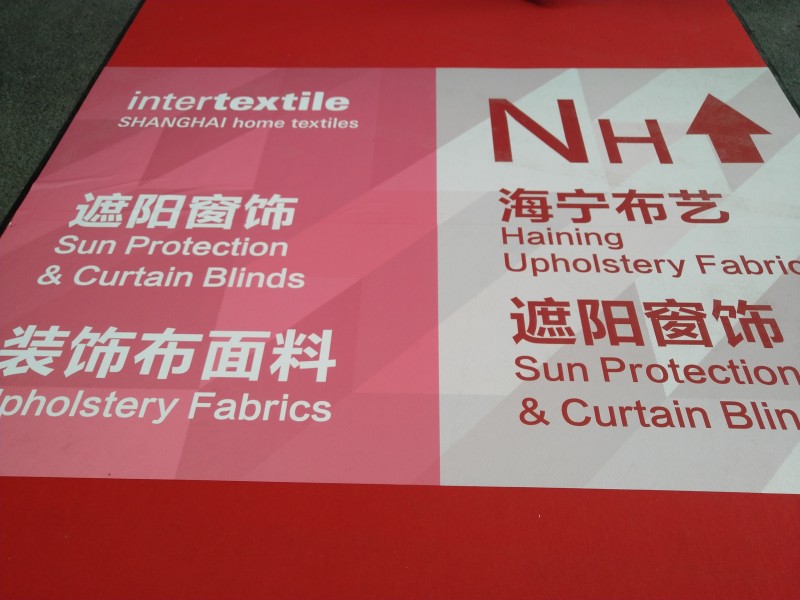 intertextile
SHANGHAI home textiles
遮阳窗饰
Sun Protection
& Curtain Blinds
装饰布面料
Upholstery Fabrics
NH
海宁布艺
Haining
Upholstery Fabric
遮阳窗饰
Sun Protection
& Curtain Blin